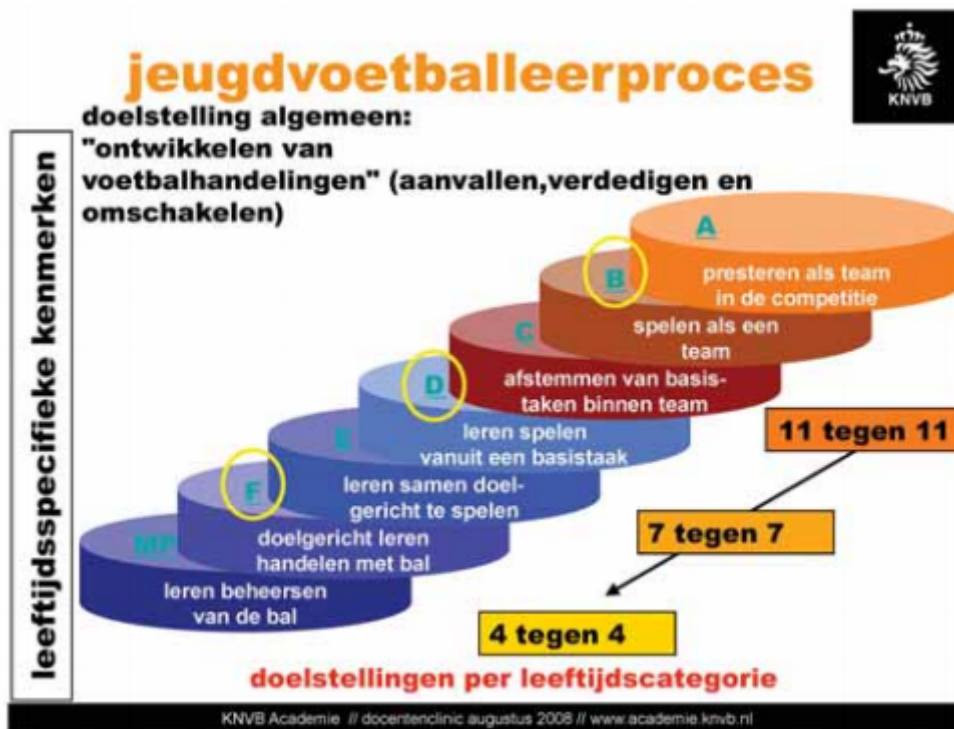 jeugdvoetballeerproces
KNVB
doelstelling algemeen:
"ontwikkelen van
voetbalhandelingen" (aanvallen,verdedigen en
omschakelen)
leeftijdsspecifieke kenmerken
A
presteren als team
in de competitie
B
spelen als een
team
C
afstemmen van basis-
taken binnen team
D
leren spelen
vanuit een basistaak
E
leren samen doel-
gericht te spelen
F
doelgericht leren
handelen met bal
MP
leren beheersen
van de bal
11 tegen 11
7 tegen 7
4 tegen 4
doelstellingen per leeftijdscategorie
KNVB Academie // docentenclinic augustus 2008 // www.academie.knvb.nl